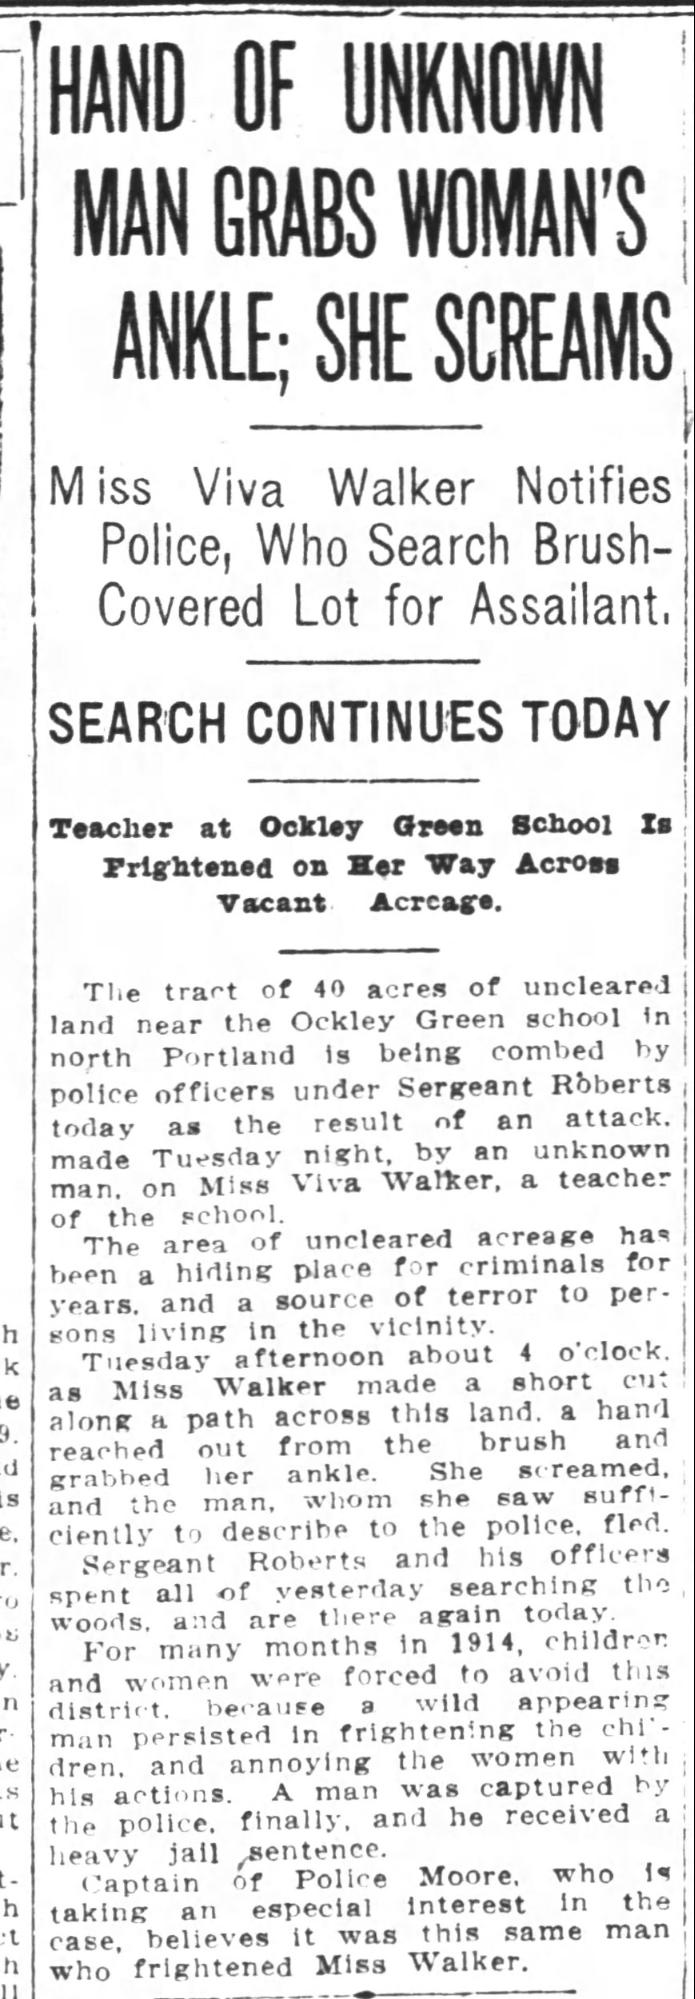 HAND OF UNKNOWN
MAN GRABS WOMAN'S
ANKLE; SHE SCREAMS
Miss Viva Walker Notifies
Police, Who Search Brush-
Covered Lot for Assailant.
SEARCH CONTINUES TODAY
Teacher at Ockley Green School Is
Frightened on Her Way Across
Vacant Acreage.
The tract of 40 acres of uncleared
land near the Ockley Green school in
north Portland is being combed by
police officers under Sergeant Roberts
today as the result of an attack,
made Tuesday night, by an unknown
man, on Miss Viva Walker, a teacher
of the school.
The area of uncleared acreage has
been a hiding place for criminals for
years, and a source of terror to per-
sons living in the vicinity.
Tuesday afternoon about 4 o'clock,
as Miss Walker made a short cut
along a path across this land, a hand
reached out from the brush and
grabbed her ankle. She screamed,
and the man, whom she saw suffi-
ciently to describe to the police, fled.
Sergeant Roberts and his officers
spent all of yesterday searching the
woods, and are there again today.
For many months in 1914, children
and women were forced to avoid this
district, because a wild appearing
man persisted in frightening the chil-
dren, and annoying the women with
his actions. A man was captured by
the police, finally, and he received a
heavy jail sentence.
Captain of Police Moore, who is
taking an especial interest in the
case, believes it was this same man
who frightened Miss Walker.